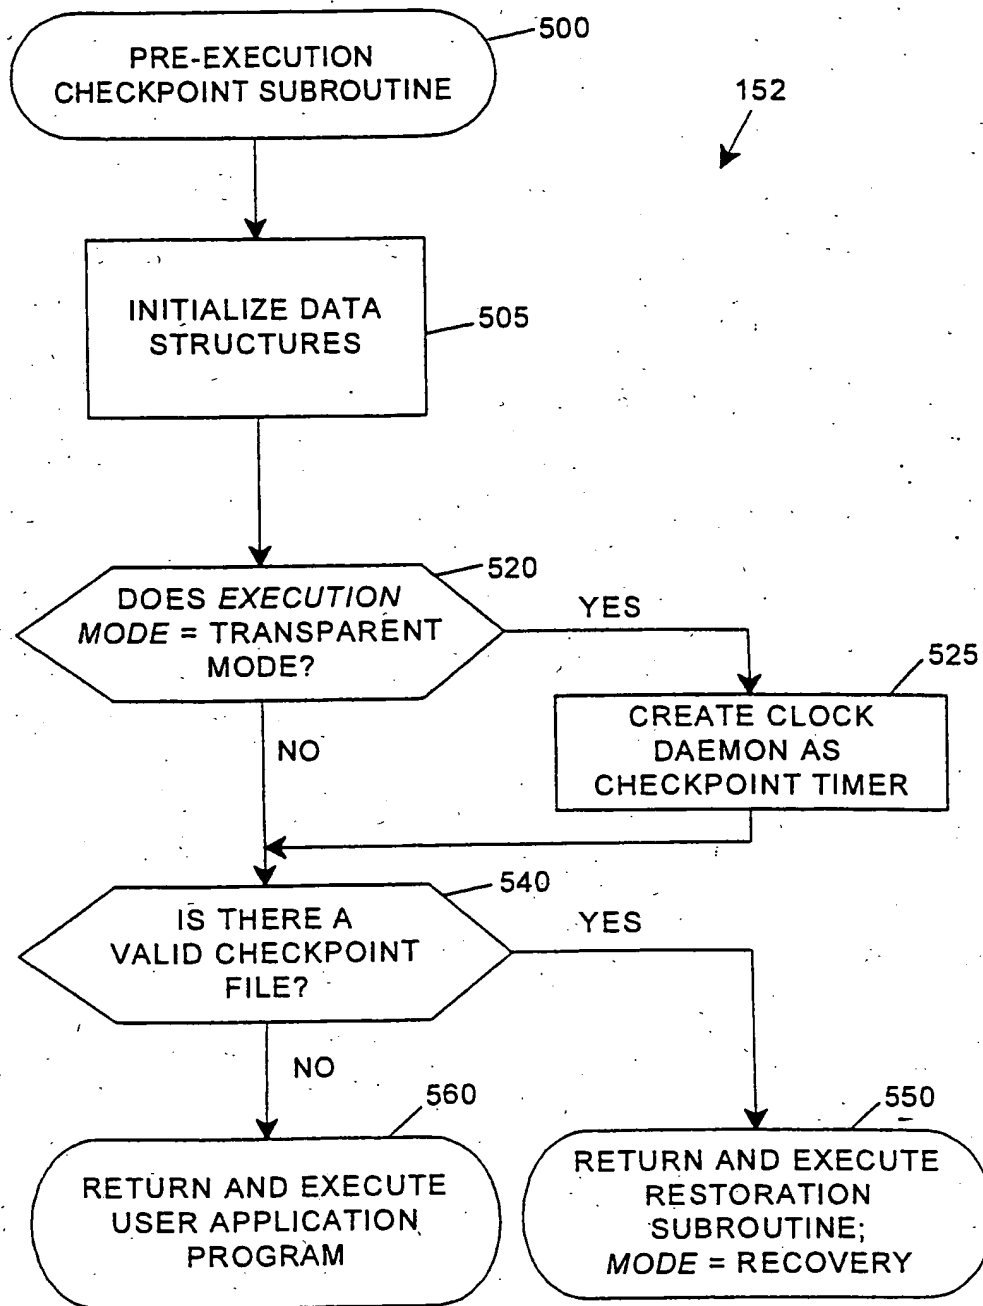 PRE-EXECUTION
CHECKPOINT SUBROUTINE
500
152
INITIALIZE DATA
STRUCTURES
505
DOES EXECUTION
MODE = TRANSPARENT
MODE?
520
YES
NO
525
CREATE CLOCK
DAEMON AS
CHECKPOINT TIMER
IS THERE A
VALID CHECKPOINT
FILE?
540
YES
NO
560
RETURN AND EXECUTE
USER APPLICATION
PROGRAM
550
RETURN AND EXECUTE
RESTORATION
SUBROUTINE;
MODE = RECOVERY